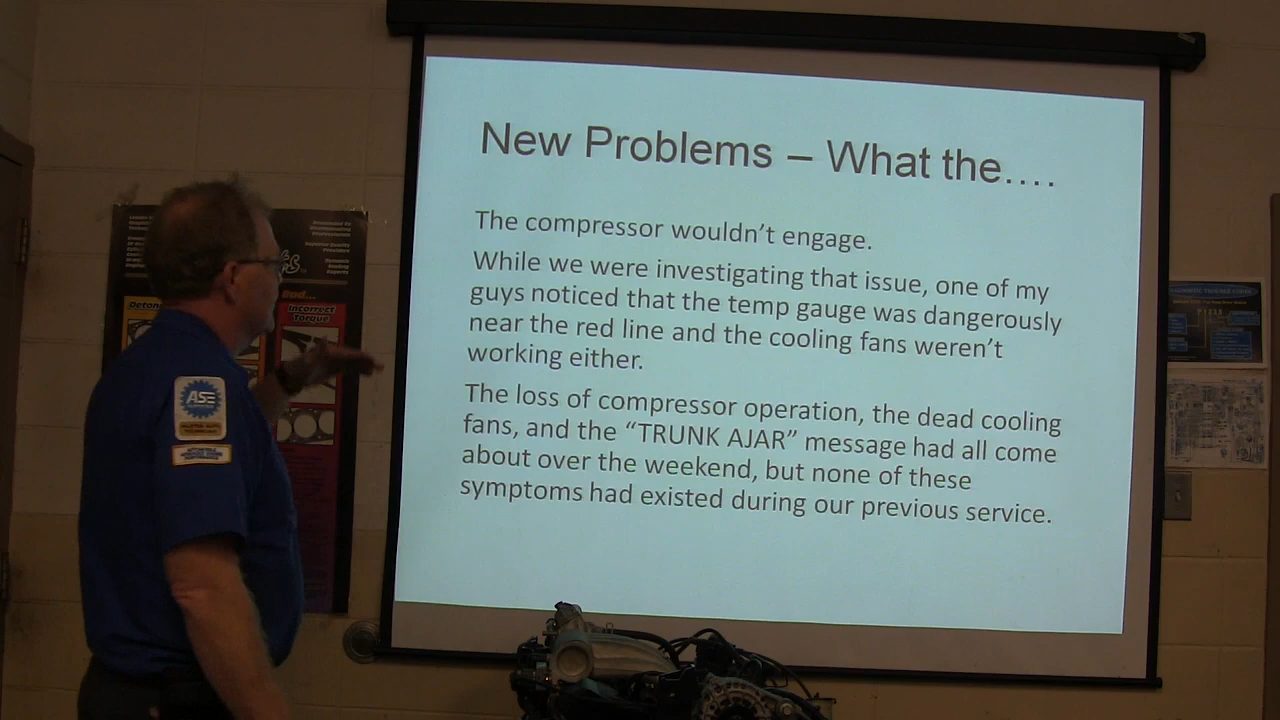 New Problems – What the….
The compressor wouldn't engage.
While we were investigating that issue, one of my
guys noticed that the temp gauge was dangerously
near the red line and the cooling fans weren't
working either.
The loss of compressor operation, the dead cooling
fans, and the “TRUNK AJAR” message had all come
about over the weekend, but none of these
symptoms had existed during our previous service.
Bad...
Incorrect
Torque
ASE